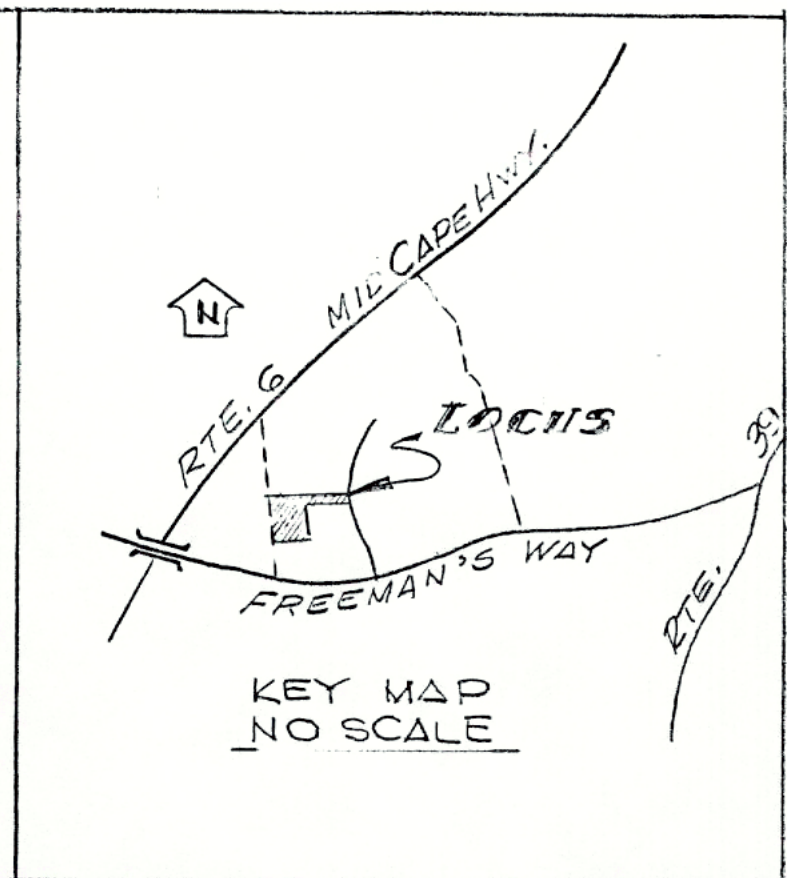 MID CAPE HWY.
N
RTE. 6
LOCUS
RTE. 39
FREEMAN'S WAY
KEY MAP
NO SCALE